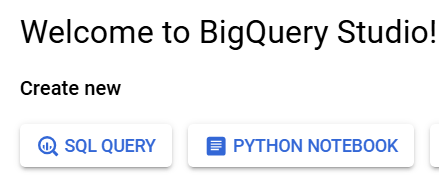 Welcome to BigQuery Studio!
Create new
SQL QUERY
PYTHON NOTEBOOK